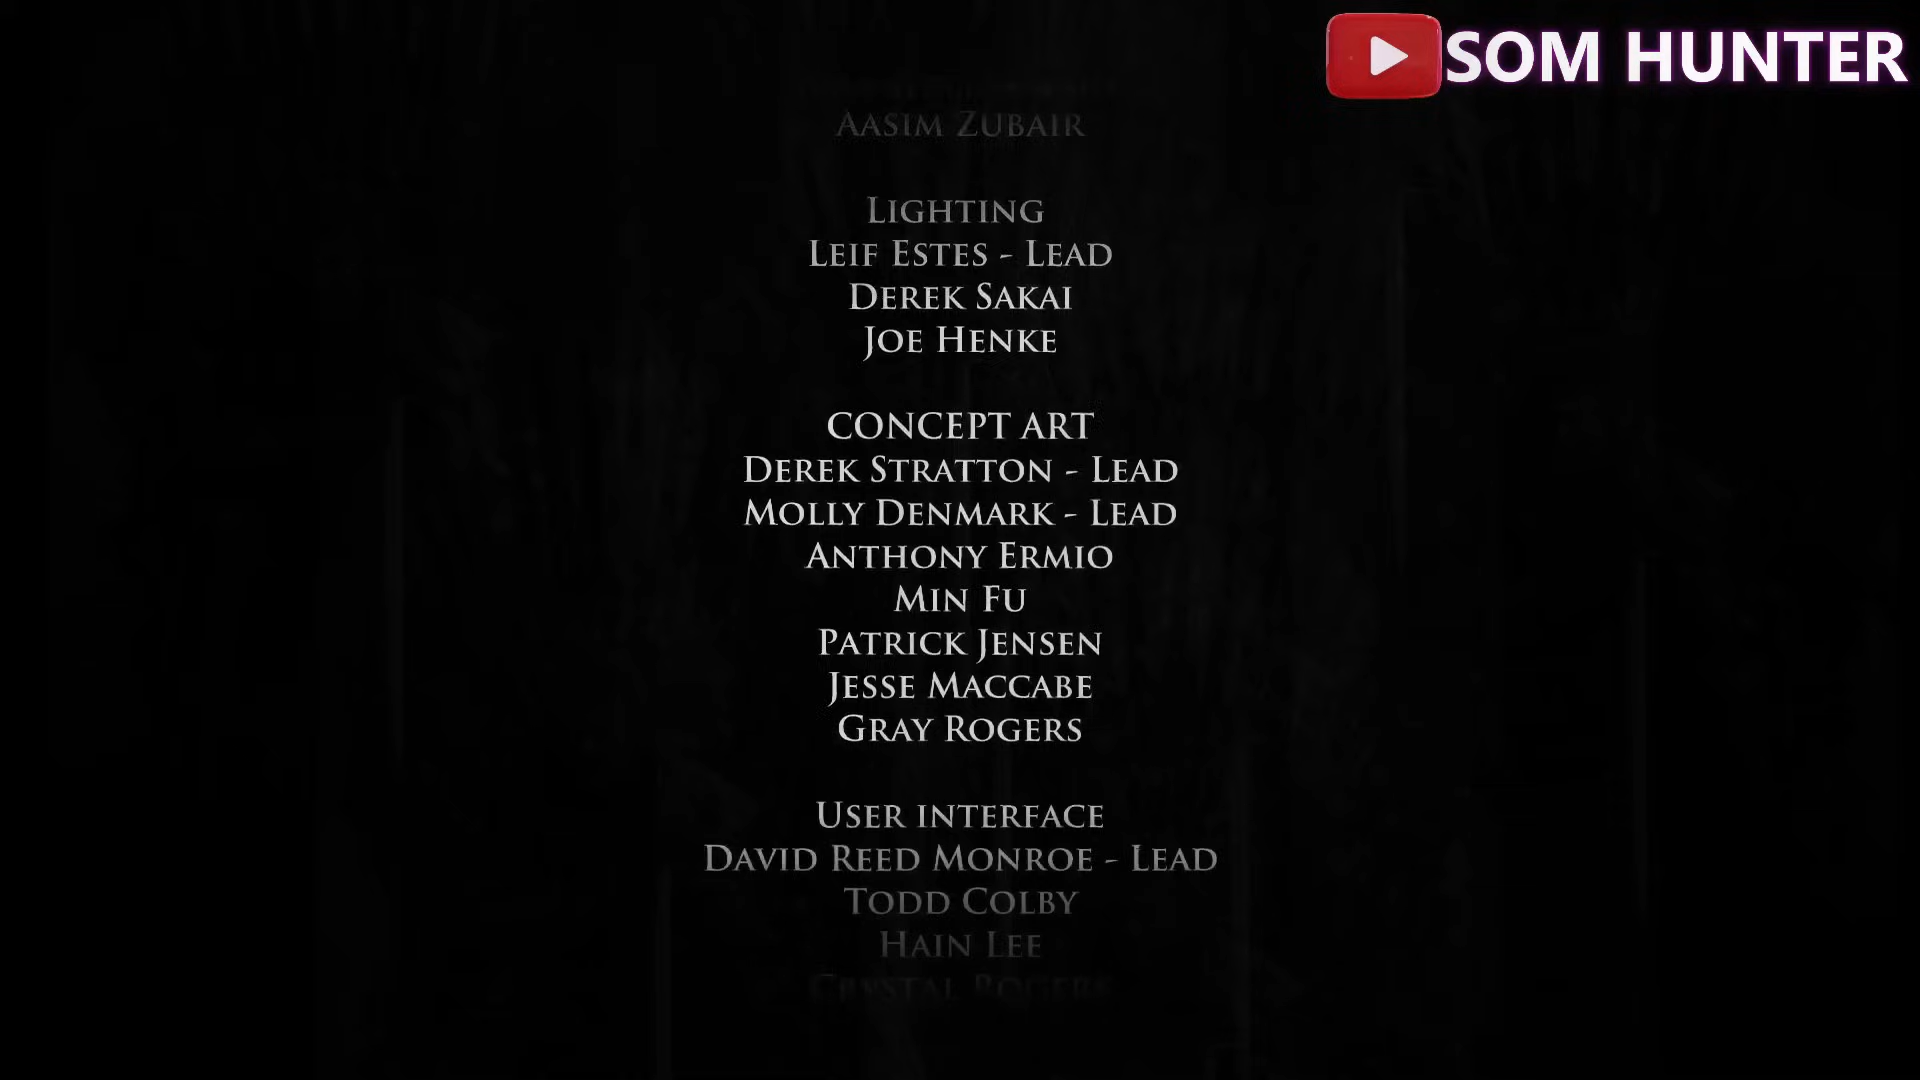 SOM HUNTER
Aasim Zubair
Lighting
Leif Estes - Lead
Derek Sakai
Joe Henke
CONCEPT ART
Derek Stratton - Lead
Molly Denmark - Lead
Anthony Ermio
Min Fu
Patrick Jensen
Jesse Maccabe
Gray Rogers
User interface
David Reed Monroe - Lead
Todd Colby
Hain Lee
Crystal Rogers